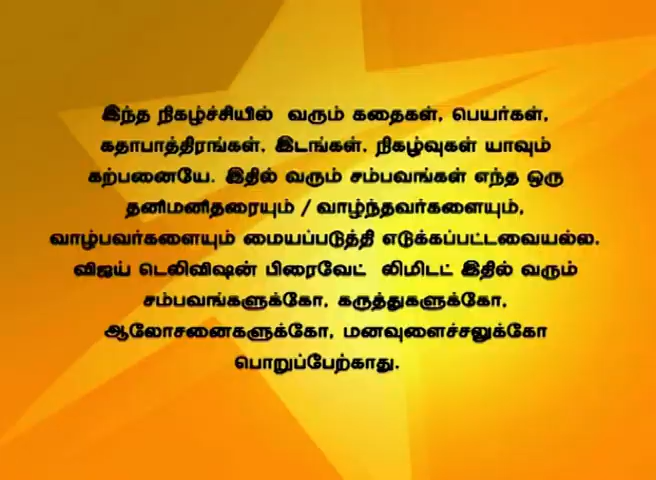 இந்த நிகழ்ச்சியில் வரும் கதைகள், பெயர்கள்,
கதாபாத்திரங்கள், இடங்கள், நிகழ்வுகள் யாவும்
கற்பனையே. இதில் வரும் சம்பவங்கள் எந்த ஒரு
தனிமனிதரையும் / வாழ்ந்தவர்களையும்,
வாழ்பவர்களையும் மையப்படுத்தி எடுக்கப்பட்டவையல்ல.
விஜய் டெலிவிஷன் பிரைவேட் லிமிடட் இதில் வரும்
சம்பவங்களுக்கோ, கருத்துகளுக்கோ,
ஆலோசனைகளுக்கோ, மனவுளைச்சலுக்கோ
பொறுப்பேற்காது.